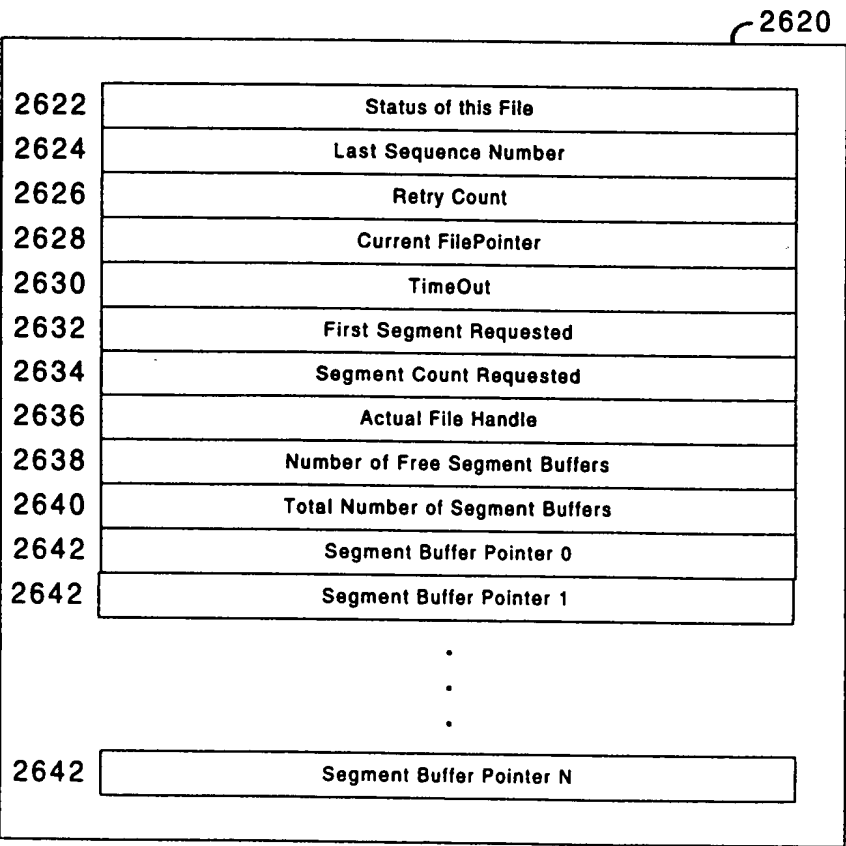 2620
2622 Status of this File
2624 Last Sequence Number
2626 Retry Count
2628 Current FilePointer
2630 TimeOut
2632 First Segment Requested
2634 Segment Count Requested
2636 Actual File Handle
2638 Number of Free Segment Buffers
2640 Total Number of Segment Buffers
2642 Segment Buffer Pointer 0
2642 Segment Buffer Pointer 1
2642 Segment Buffer Pointer N